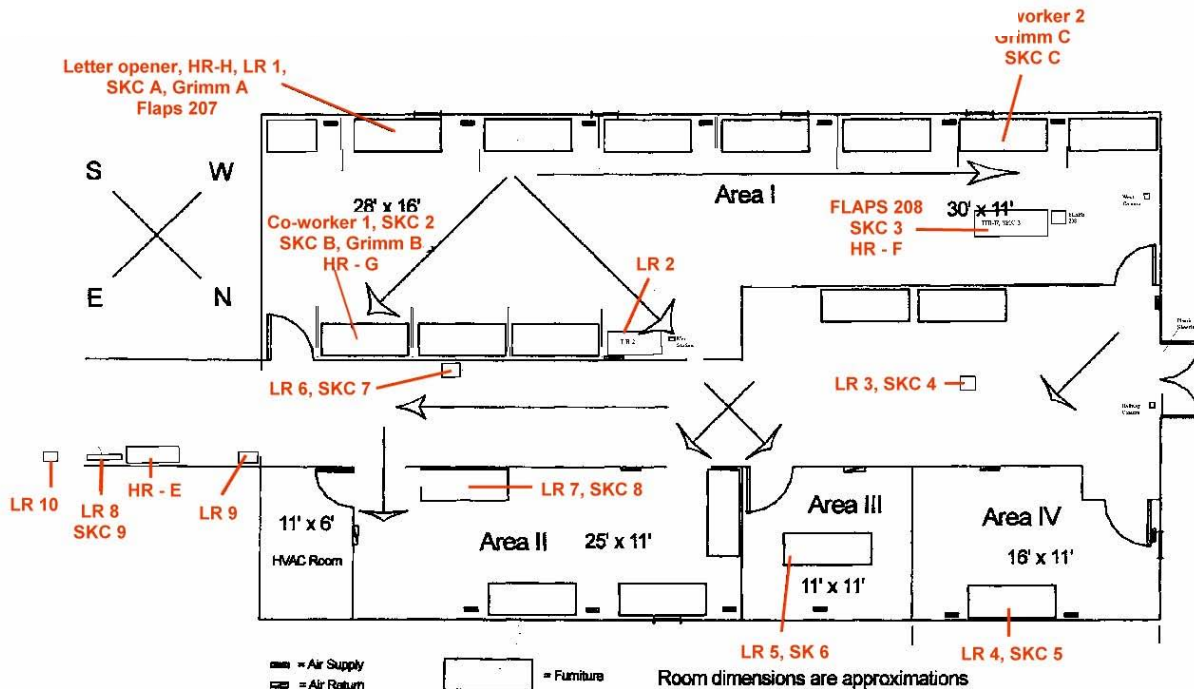 worker 2
Grimm C
SKC C
Letter opener, HR-H, LR 1,
SKC A, Grimm A
Flaps 207
S W
E N
Area I
28' x 16'
30' x 11'
Co-worker 1, SKC 2
SKC B, Grimm B
HR - G
FLAPS 208
SKC 3
HR - F
LR 2
LR 6, SKC 7
LR 3, SKC 4
LR 10
LR 8
SKC 9
HR - E
LR 9
LR 7, SKC 8
11' x 6'
HVAC Room
Area II
25' x 11'
Area III
11' x 11'
Area IV
16' x 11'
LR 5, SK 6
LR 4, SKC 5
= Air Supply
= Air Return
= Furniture
Room dimensions are approximations